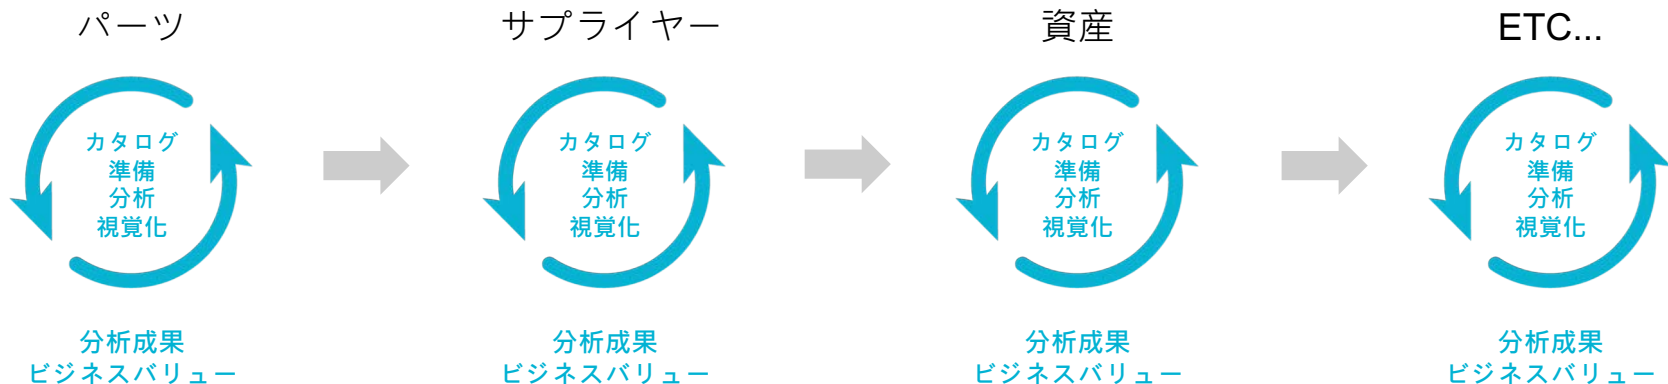 パーツ
サプライヤー
資産
ETC...
カタログ
準備
分析
視覚化
カタログ
準備
分析
視覚化
カタログ
準備
分析
視覚化
カタログ
準備
分析
視覚化
分析成果
ビジネスバリュー
分析成果
ビジネスバリュー
分析成果
ビジネスバリュー
分析成果
ビジネスバリュー